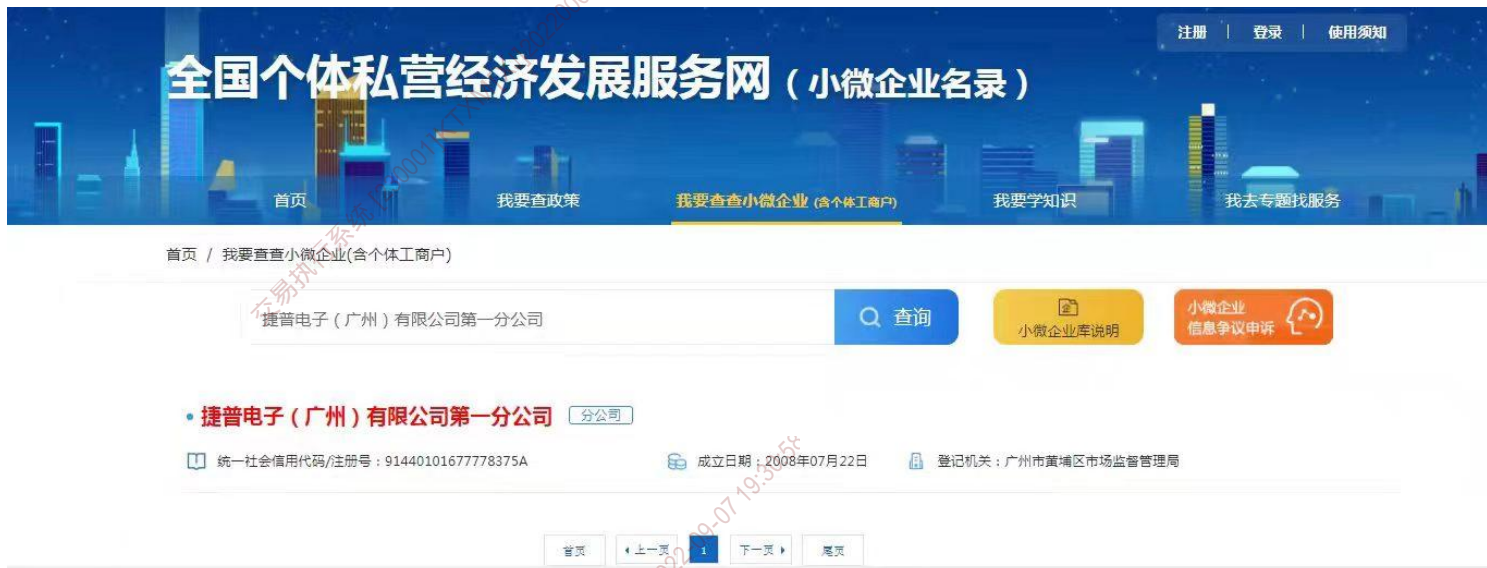 注册 | 登录 | 使用须知
全国个体私营经济发展服务网（小微企业名录）
首页 我要查政策 我要查查小微企业 (含个体工商户) 我要学知识 我去专题找服务
首页 / 我要查查小微企业(含个体工商户)
捷普电子（广州）有限公司第一分公司 查询 小微企业库说明 小微企业
信息争议申诉
捷普电子（广州）有限公司第一分公司 分公司
统一社会信用代码/注册号：91440101677778375A 成立日期：2008年07月22日 登记机关：广州市黄埔区市场监督管理局
首页 上一页 1 下一页 尾页